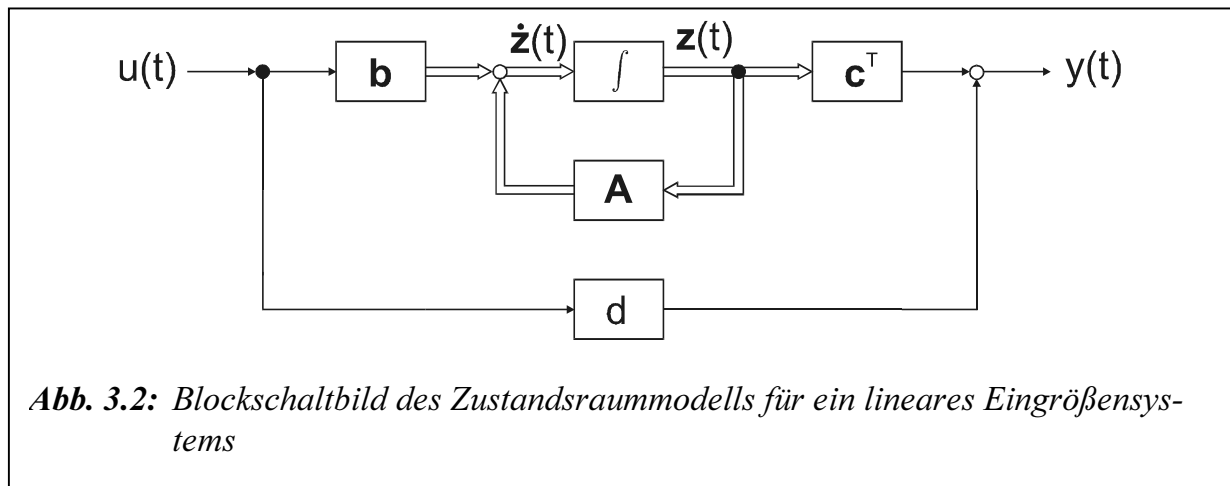 ż(t)
z(t)
u(t)
b
∫
cᵀ
y(t)
A
d
Abb. 3.2: Blockschaltbild des Zustandsraummodells für ein lineares Eingrößensys-
tems